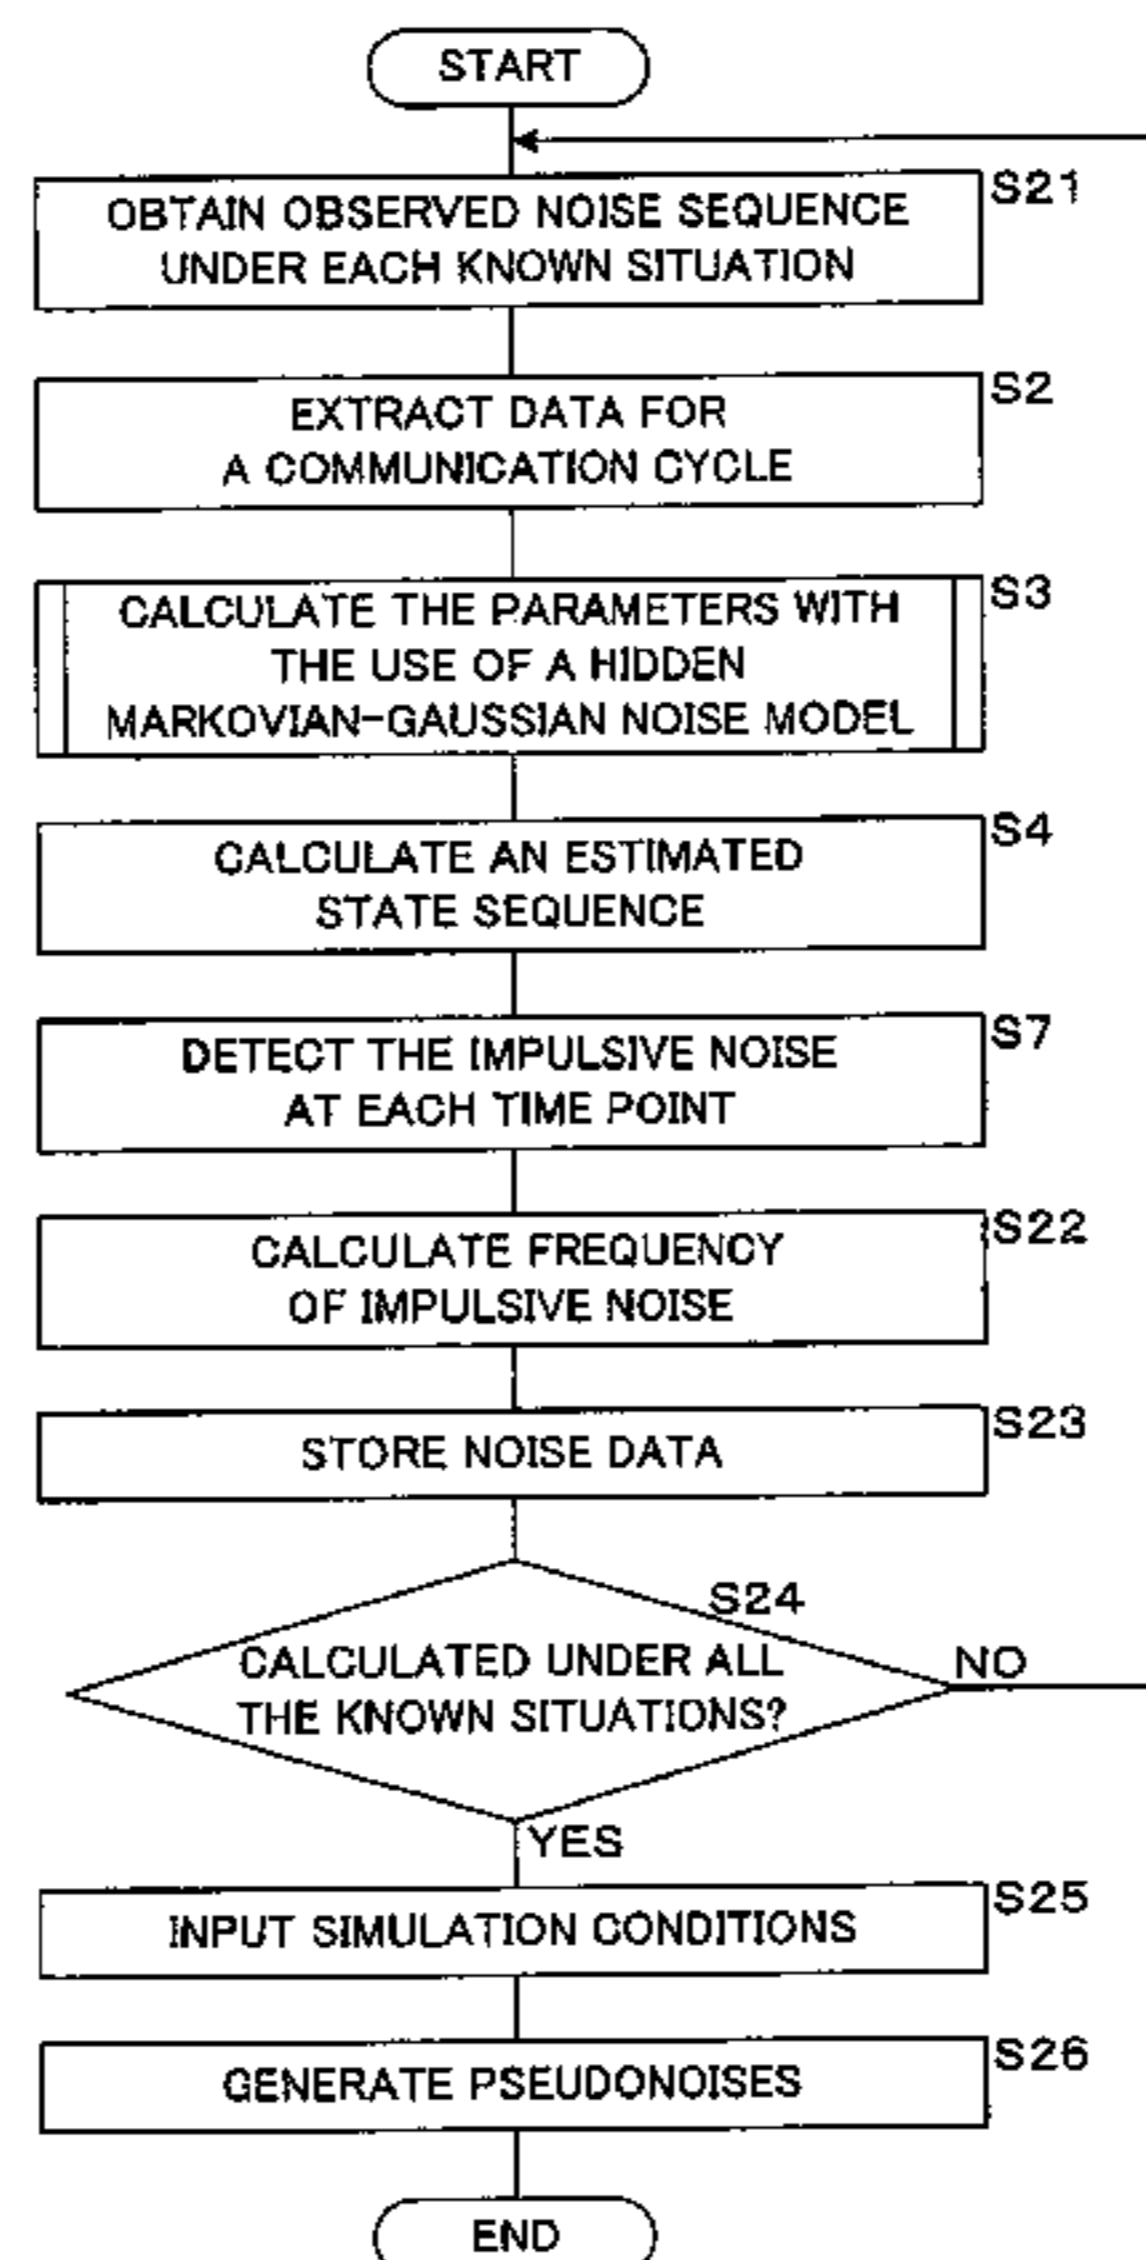 START
S21
OBTAIN OBSERVED NOISE SEQUENCE
UNDER EACH KNOWN SITUATION
S2
EXTRACT DATA FOR
A COMMUNICATION CYCLE
S3
CALCULATE THE PARAMETERS WITH
THE USE OF A HIDDEN
MARKOVIAN-GAUSSIAN NOISE MODEL
S4
CALCULATE AN ESTIMATED
STATE SEQUENCE
S7
DETECT THE IMPULSIVE NOISE
AT EACH TIME POINT
S22
CALCULATE FREQUENCY
OF IMPULSIVE NOISE
S23
STORE NOISE DATA
S24
CALCULATED UNDER ALL
THE KNOWN SITUATIONS?
NO
YES
S25
INPUT SIMULATION CONDITIONS
S26
GENERATE PSEUDONOISES
END